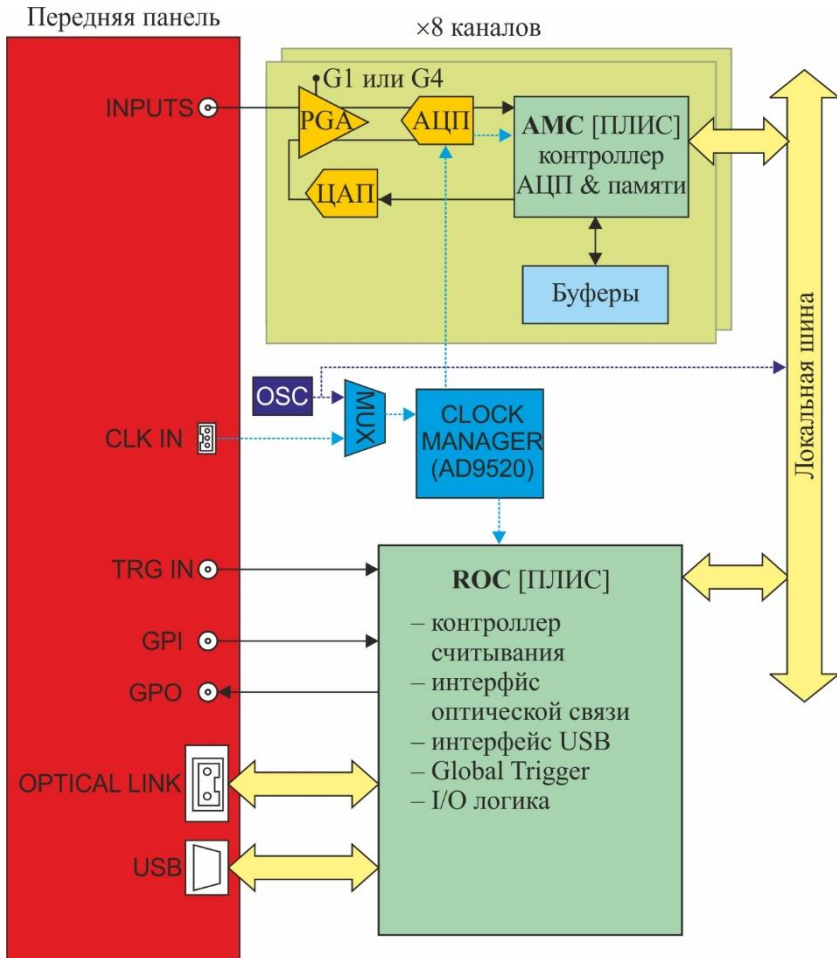 Передняя панель
×8 каналов
INPUTS
G1 или G4
PGA
АЦП
ЦАП
AMC [ПЛИС]
контроллер
АЦП & памяти
Буферы
Локальная шина
OSC
MUX
CLK IN
CLOCK
MANAGER
(AD9520)
TRG IN
GPI
GPO
OPTICAL LINK
USB
ROC [ПЛИС]
– контроллер
считывания
– интерфйс
оптической связи
– интерфейс USB
– Global Trigger
– I/O логика